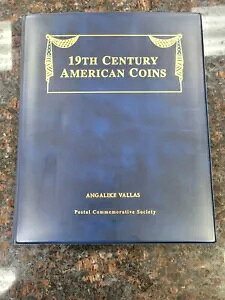 19TH CENTURY
AMERICAN COINS
ANGALIKE VALLAS
Postal Commemorative Society